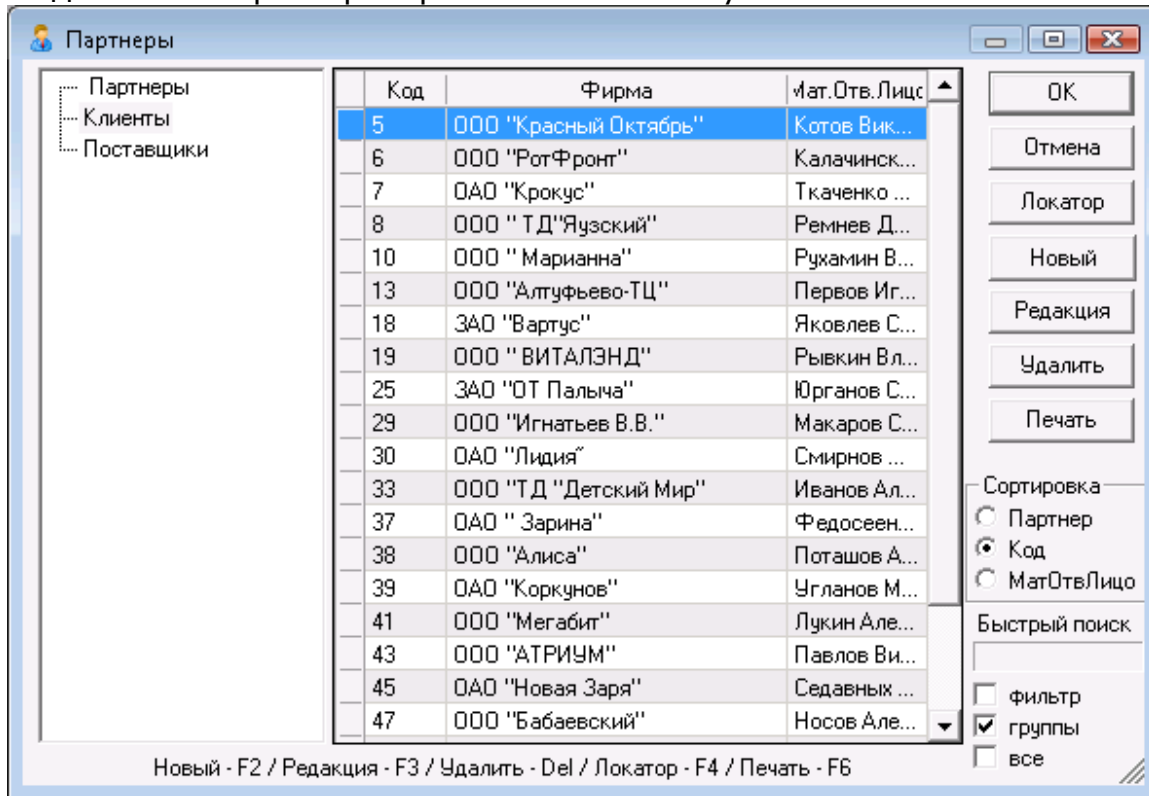 Партнеры
Партнеры
Клиенты
Поставщики
Код Фирма Мат.Отв.Лицо
5 ООО "Красный Октябрь" Котов Вик...
6 ООО "РотФронт" Калачинск...
7 ОАО "Крокус" Ткаченко ...
8 ООО " ТД"Яузский" Ремнев Д...
10 ООО " Марианна" Рухамин В...
13 ООО "Алтуфьево-ТЦ" Первов Иг...
18 ЗАО "Вартус" Яковлев С...
19 ООО " ВИТАЛЭНД" Рывкин Вл...
25 ЗАО "ОТ Палыча" Юрганов С...
29 ООО "Игнатьев В.В." Макаров С...
30 ОАО "Лидия" Смирнов ...
33 ООО "ТД "Детский Мир" Иванов Ал...
37 ОАО " Зарина" Федосеен...
38 ООО "Алиса" Поташов А...
39 ОАО "Коркунов" Угланов М...
41 ООО "Мегабит" Лукин Але...
43 ООО "АТРИУМ" Павлов Ви...
45 ОАО "Новая Заря" Седавных ...
47 ООО "Бабаевский" Носов Але...
OK
Отмена
Локатор
Новый
Редакция
Удалить
Печать
Сортировка
Партнер
Код
МатОтвЛицо
Быстрый поиск
фильтр
группы
все
Новый - F2 / Редакция - F3 / Удалить - Del / Локатор - F4 / Печать - F6